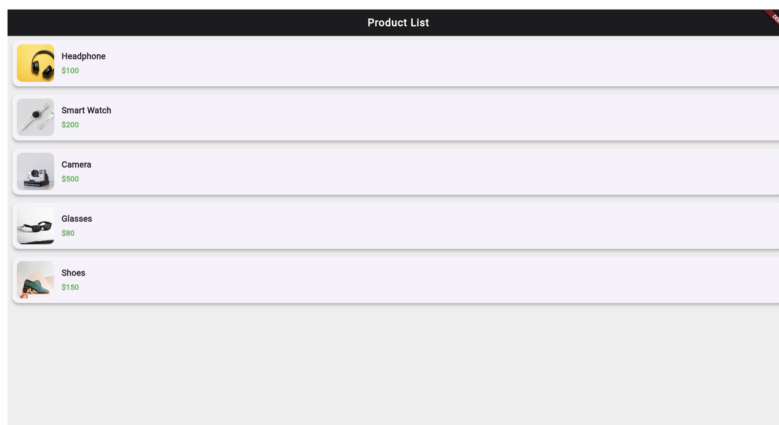 Product List
Headphone
$100
Smart Watch
$200
Camera
$500
Glasses
$80
Shoes
$150